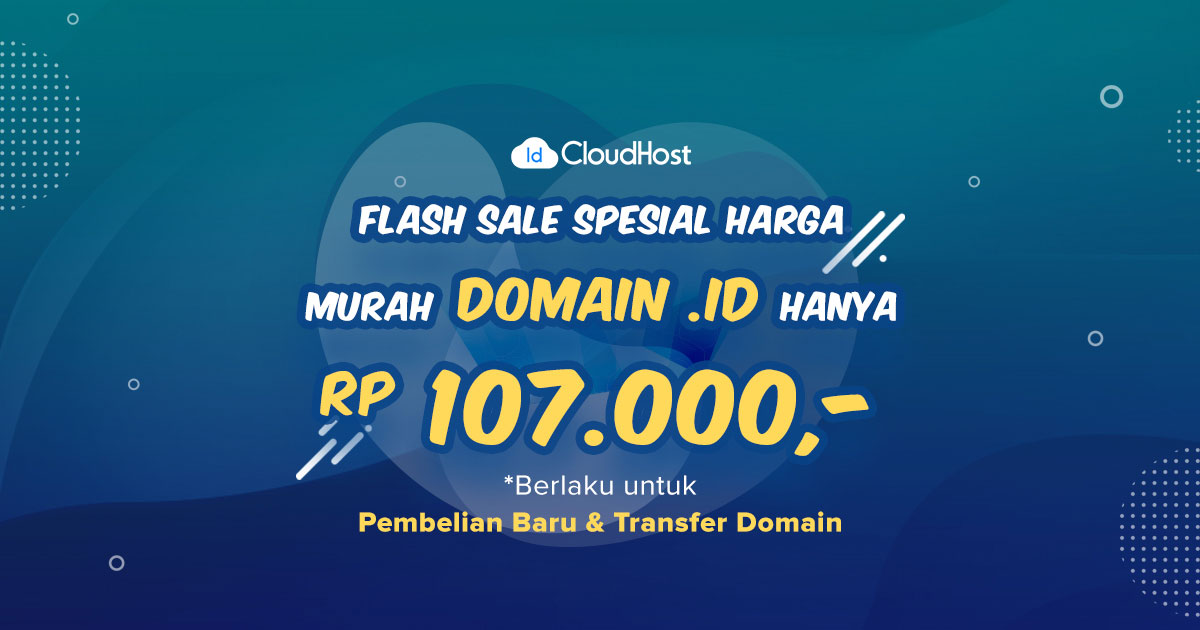 Id CloudHost
FLASH SALE SPESIAL HARGA
MURAH DOMAIN .ID HANYA
RP 107.000,-
*Berlaku untuk
Pembelian Baru & Transfer Domain